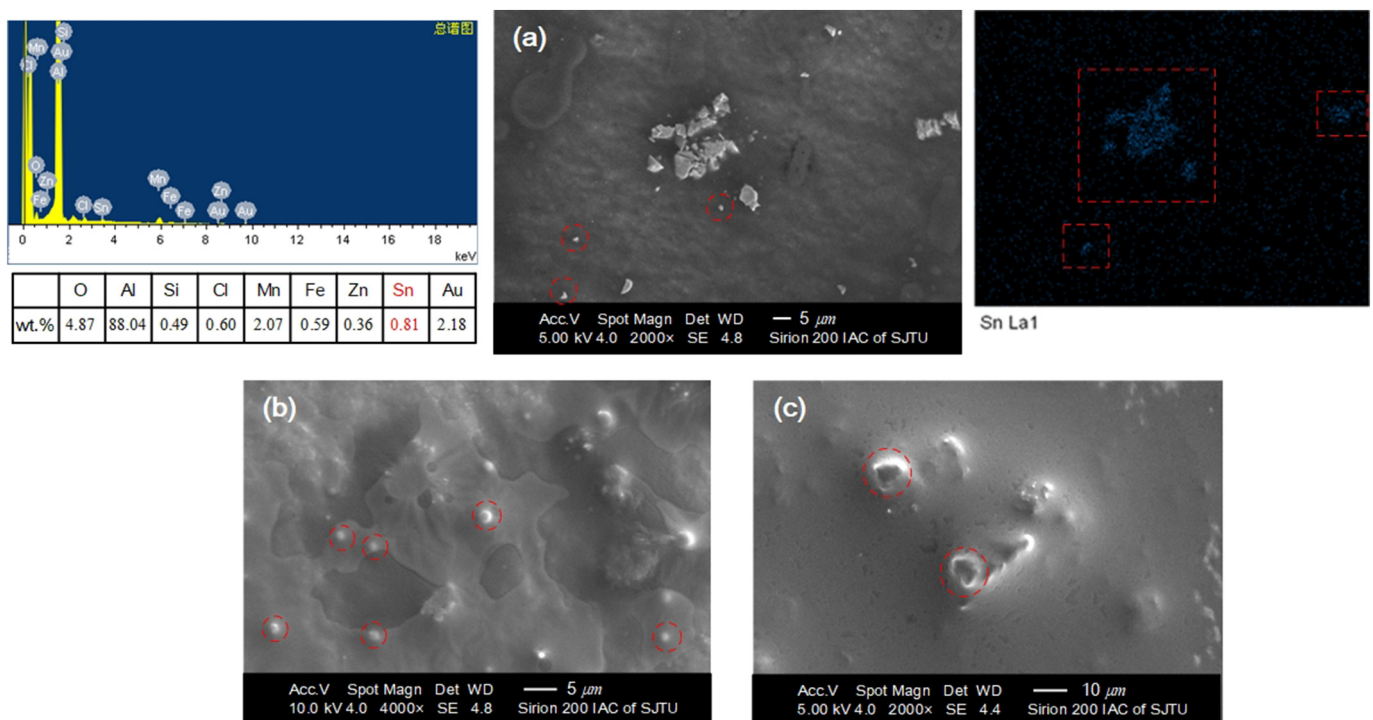 总谱图
Si
Mn Au
Cl Al
O
Zn Mn Zn
Fe Fe
Cl Sn Fe Au Au
0 2 4 6 8 10 12 14 16 18
keV
O Al Si Cl Mn Fe Zn Sn Au
wt.% 4.87 88.04 0.49 0.60 2.07 0.59 0.36 0.81 2.18
(a)
Acc.V Spot Magn Det WD 5 μm
5.00 kV 4.0 2000× SE 4.8 Sirion 200 IAC of SJTU
Sn La1
(b)
Acc.V Spot Magn Det WD 5 μm
10.0 kV 4.0 4000× SE 4.8 Sirion 200 IAC of SJTU
(c)
Acc.V Spot Magn Det WD 10 μm
5.00 kV 4.0 2000× SE 4.4 Sirion 200 IAC of SJTU